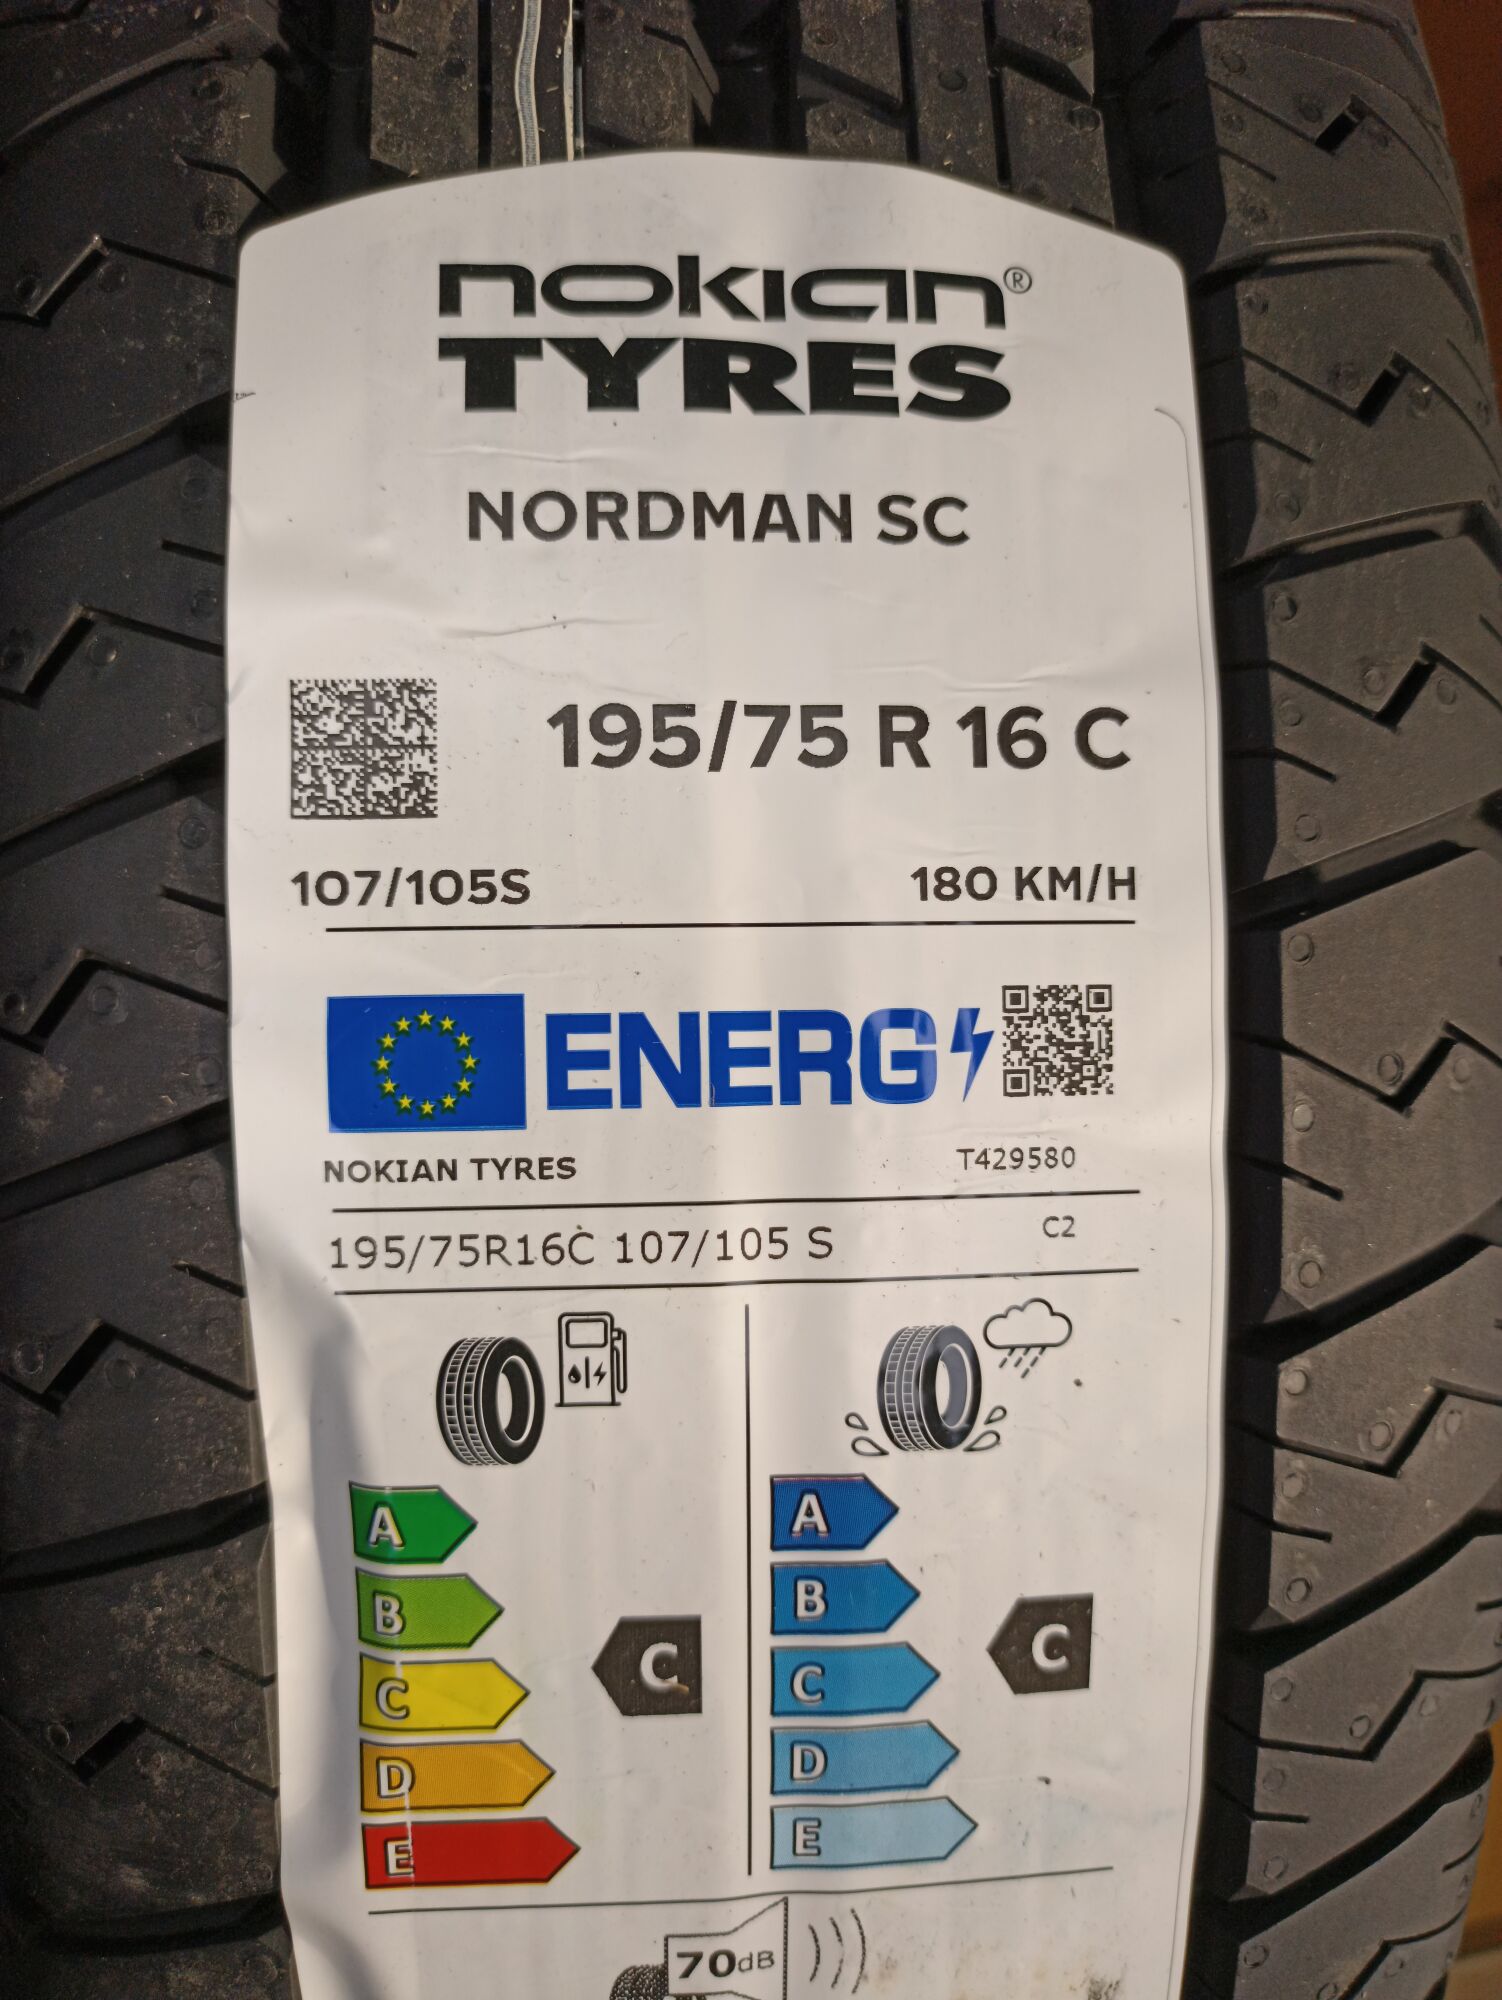 nokian®
TYRES
NORDMAN SC
195/75 R 16 C
107/105S 180 KM/H
ENERG
NOKIAN TYRES T429580
195/75R16C 107/105 S C2
A A
B B
C C C C
D D
E E
70dB